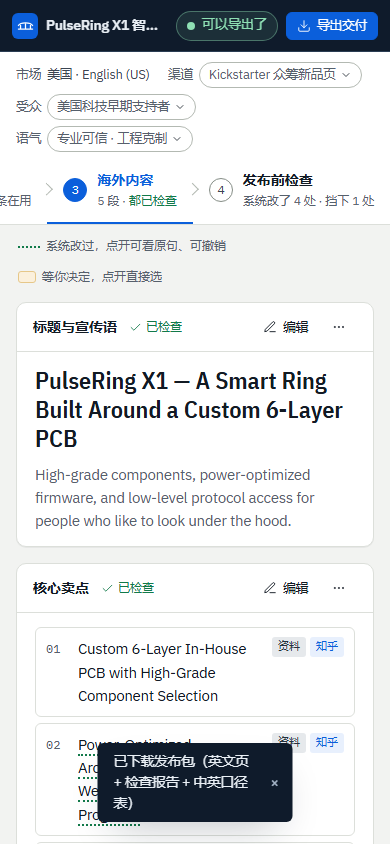 PulseRing X1 智...
可以导出了
导出交付
市场 美国 · English (US) 渠道 Kickstarter 众筹新品页
受众 美国科技早期支持者
语气 专业可信 · 工程克制
条在用
3 海外内容
5 段 · 都已检查
4 发布前检查
系统改了 4 处 · 挡下 1 处
系统改过，点开可看原句、可撤销
等你决定，点开直接选
标题与宣传语 已检查 编辑 ...
PulseRing X1 — A Smart Ring
Built Around a Custom 6-Layer
PCB
High-grade components, power-optimized
firmware, and low-level protocol access for
people who like to look under the hood.
核心卖点 已检查 编辑 ...
01 Custom 6-Layer In-House 资料 知乎
PCB with High-Grade
Component Selection
02 Power-Optimized 资料 知乎
已下载发布包（英文页
+ 检查报告 + 中英口径
表）
×